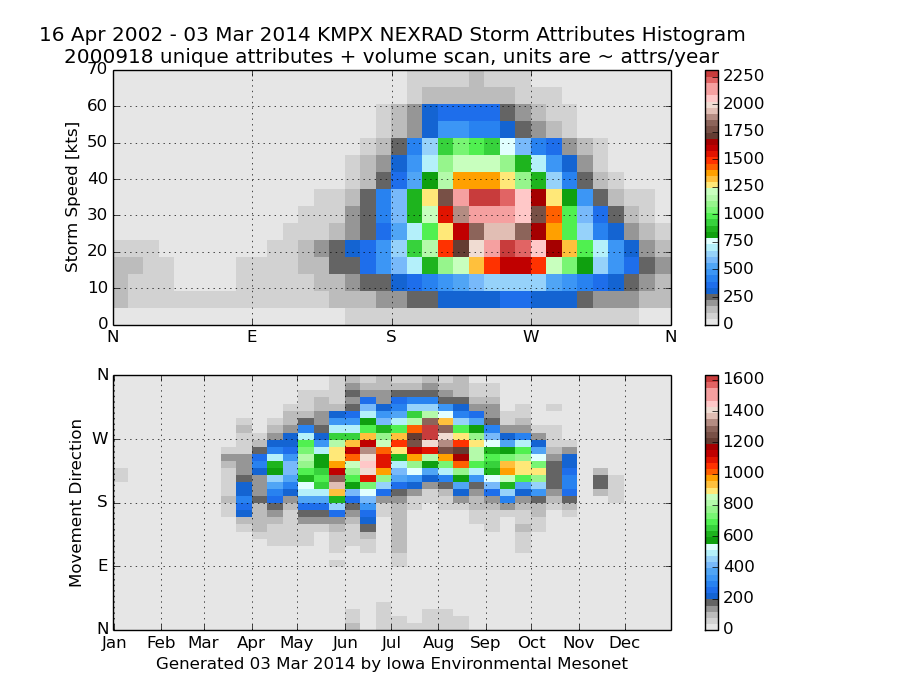 16 Apr 2002 - 03 Mar 2014 KMPX NEXRAD Storm Attributes Histogram
2000918 unique attributes + volume scan, units are ~ attrs/year
Storm Speed [kts]
70
60
50
40
30
20
10
0
N E S W N
2250
2000
1750
1500
1250
1000
750
500
250
0
Movement Direction
N
W
S
E
N
Jan Feb Mar Apr May Jun Jul Aug Sep Oct Nov Dec
1600
1400
1200
1000
800
600
400
200
0
Generated 03 Mar 2014 by Iowa Environmental Mesonet